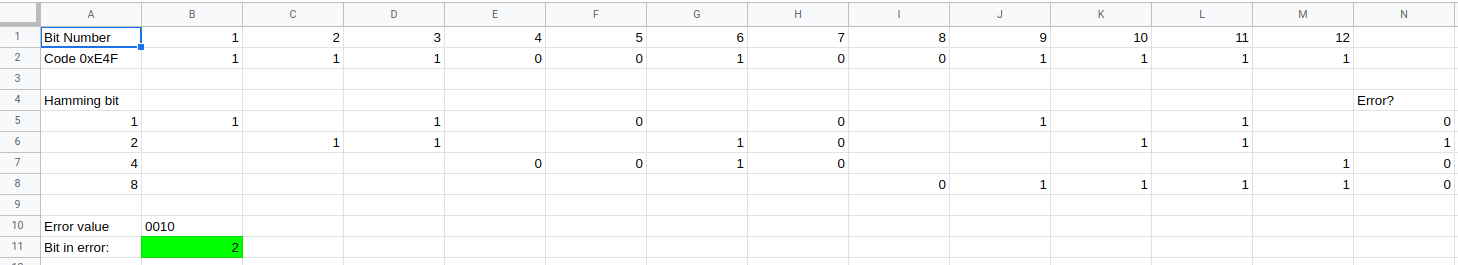 A B C D E F G H I J K L M N
1 Bit Number 1 2 3 4 5 6 7 8 9 10 11 12
2 Code 0xE4F 1 1 1 0 0 1 0 0 1 1 1 1
3
4 Hamming bit Error?
5 1 1 1 0 0 1 1 0
6 2 1 1 1 0 1 1 1
7 4 0 0 1 0 1 0
8 8 0 1 1 1 1 0
9
10 Error value 0010
11 Bit in error: 2